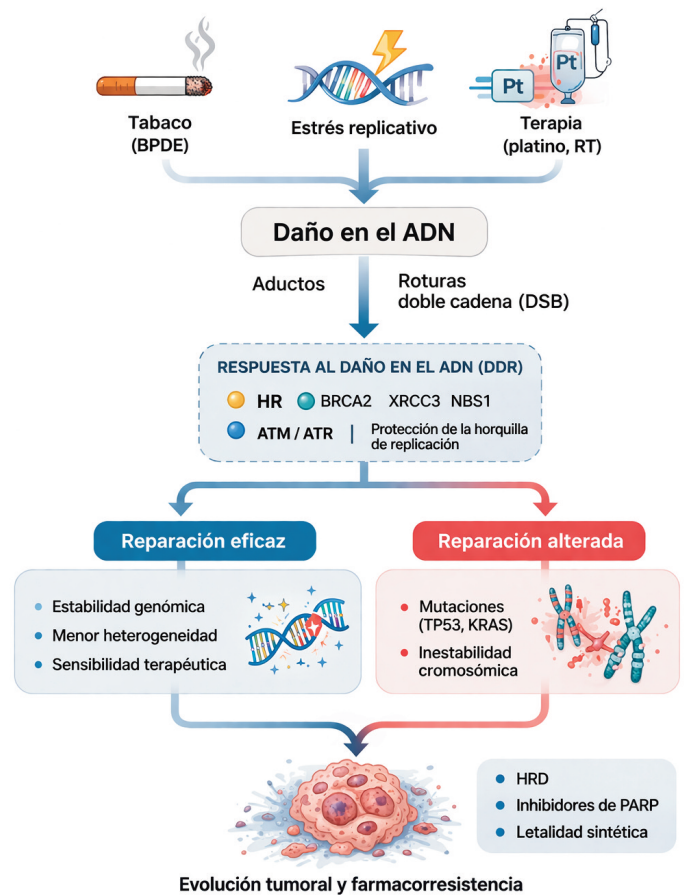 Tabaco
(BPDE)
Estrés replicativo
Pt
Pt
Terapia
(platino, RT)
Daño en el ADN
Aductos
Roturas
doble cadena (DSB)
RESPUESTA AL DAÑO EN EL ADN (DDR)
HR BRCA2 XRCC3 NBS1
ATM / ATR | Protección de la horquilla
de replicación
Reparación eficaz
Estabilidad genómica
Menor heterogeneidad
Sensibilidad terapéutica
Reparación alterada
Mutaciones
(TP53, KRAS)
Inestabilidad
cromosómica
HRD
Inhibidores de PARP
Letalidad sintética
Evolución tumoral y farmacorresistencia